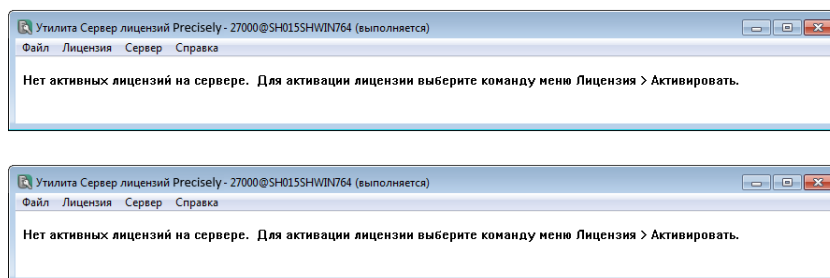 Утилита Сервер лицензий Precisely - 27000@SH015SHWIN764 (выполняется)
Файл Лицензия Сервер Справка
Нет активных лицензий на сервере. Для активации лицензии выберите команду меню Лицензия > Активировать.
Утилита Сервер лицензий Precisely - 27000@SH015SHWIN764 (выполняется)
Файл Лицензия Сервер Справка
Нет активных лицензий на сервере. Для активации лицензии выберите команду меню Лицензия > Активировать.